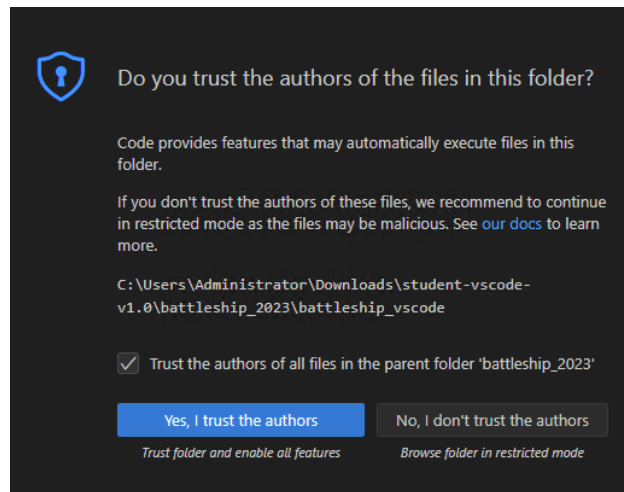 Do you trust the authors of the files in this folder?
Code provides features that may automatically execute files in this
folder.
If you don't trust the authors of these files, we recommend to continue
in restricted mode as the files may be malicious. See our docs to learn
more.
C:\Users\Administrator\Downloads\student-vscode-
v1.0\battleship_2023\battleship_vscode
Trust the authors of all files in the parent folder 'battleship_2023'
Yes, I trust the authors
No, I don't trust the authors
Trust folder and enable all features
Browse folder in restricted mode